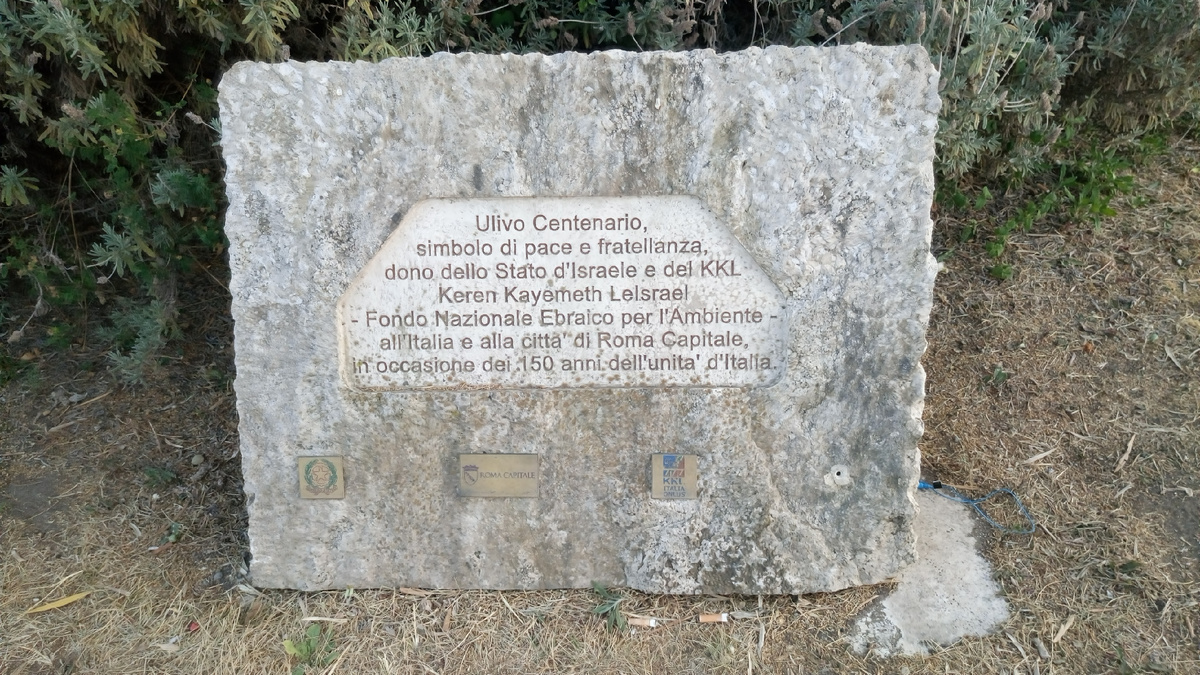 Ulivo Centenario,
simbolo di pace e fratellanza,
dono dello Stato d'Israele e del KKL
Keren Kayemeth LeIsrael
- Fondo Nazionale Ebraico per l'Ambiente -
all'Italia e alla citta' di Roma Capitale,
in occasione dei 150 anni dell'unita' d'Italia.
ROMA CAPITALE
KKL
ITALIA
ONLUS